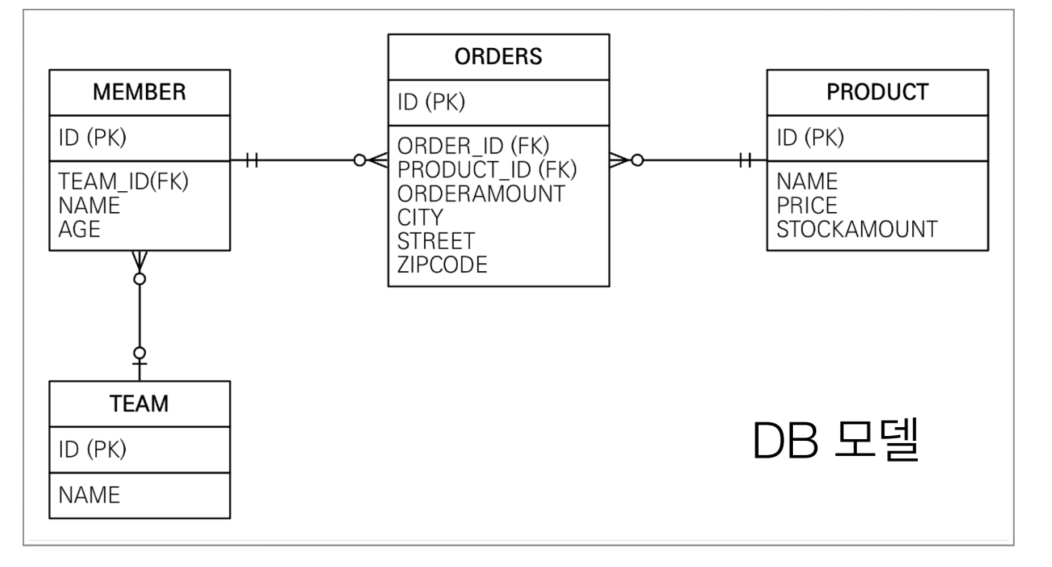 MEMBER
ID (PK)
TEAM_ID(FK)
NAME
AGE
ORDERS
ID (PK)
ORDER_ID (FK)
PRODUCT_ID (FK)
ORDERAMOUNT
CITY
STREET
ZIPCODE
PRODUCT
ID (PK)
NAME
PRICE
STOCKAMOUNT
TEAM
ID (PK)
NAME
DB 모델